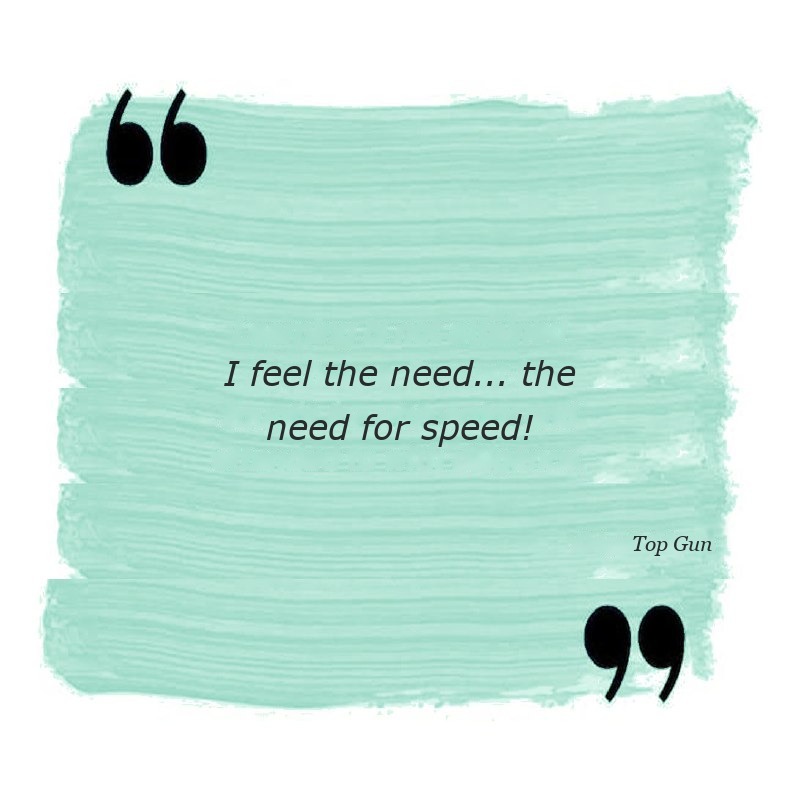 “
I feel the need... the
need for speed!
Top Gun
”